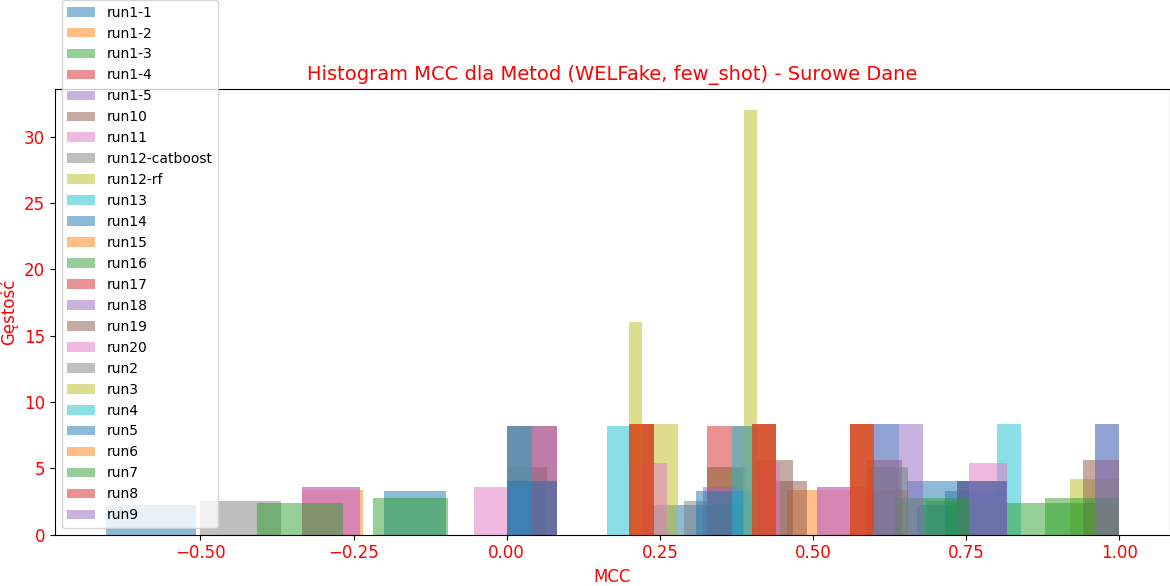 run1-1
run1-2
run1-3
run1-4
run1-5
run10
run11
run12-catboost
run12-rf
run13
run14
run15
run16
run17
run18
run19
run20
run2
run3
run4
run5
run6
run7
run8
run9
Histogram MCC dla Metod (WELFake, few_shot) - Surowe Dane
Gęstość
30
25
20
15
10
5
0
−0.50
−0.25
0.00
0.25
0.50
0.75
1.00
MCC